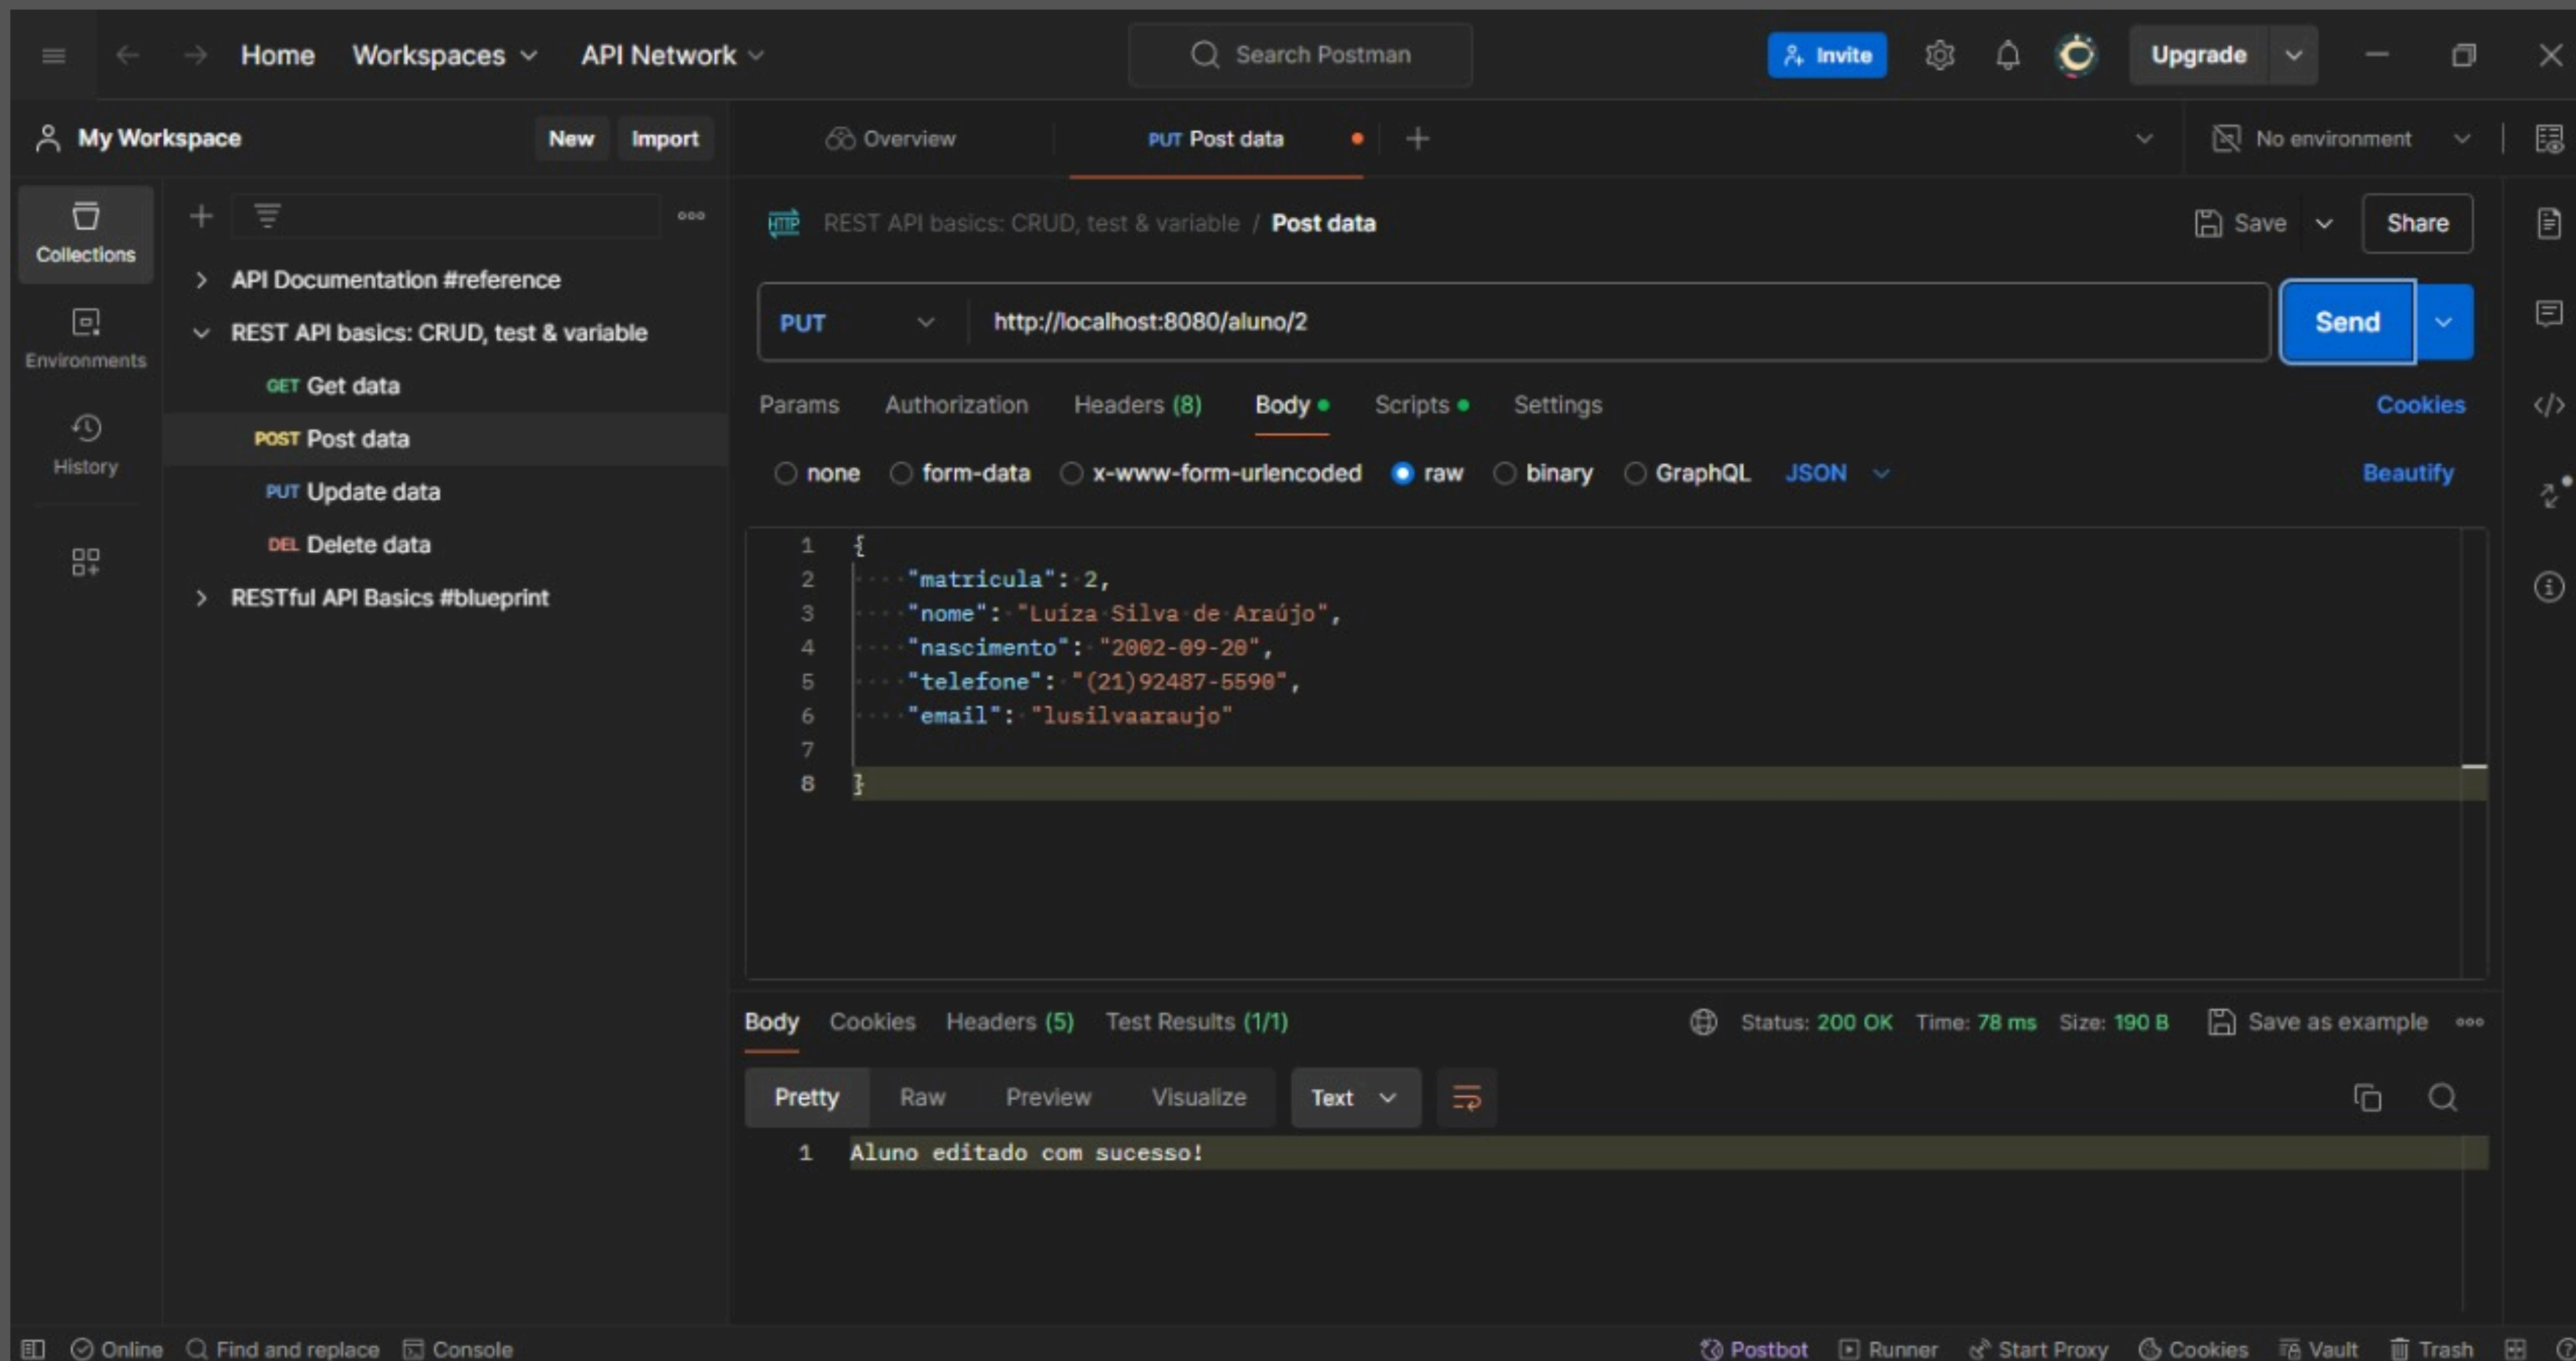 Home Workspaces API Network Search Postman Invite Upgrade
My Workspace New Import Overview PUT Post data No environment
Collections
Environments
History
API Documentation #reference
REST API basics: CRUD, test & variable
GET Get data
POST Post data
PUT Update data
DEL Delete data
RESTful API Basics #blueprint
HTTP REST API basics: CRUD, test & variable / Post data Save Share
PUT http://localhost:8080/aluno/2 Send
Params Authorization Headers (8) Body Scripts Settings Cookies
none form-data x-www-form-urlencoded raw binary GraphQL JSON Beautify
1 {
2 "matricula": 2,
3 "nome": "Luíza Silva de Araújo",
4 "nascimento": "2002-09-20",
5 "telefone": "(21)92487-5590",
6 "email": "lusilvaaraujo"
7
8 }
Body Cookies Headers (5) Test Results (1/1) Status: 200 OK Time: 78 ms Size: 190 B Save as example
Pretty Raw Preview Visualize Text
1 Aluno editado com sucesso!
Online Find and replace Console Postbot Runner Start Proxy Cookies Vault Trash